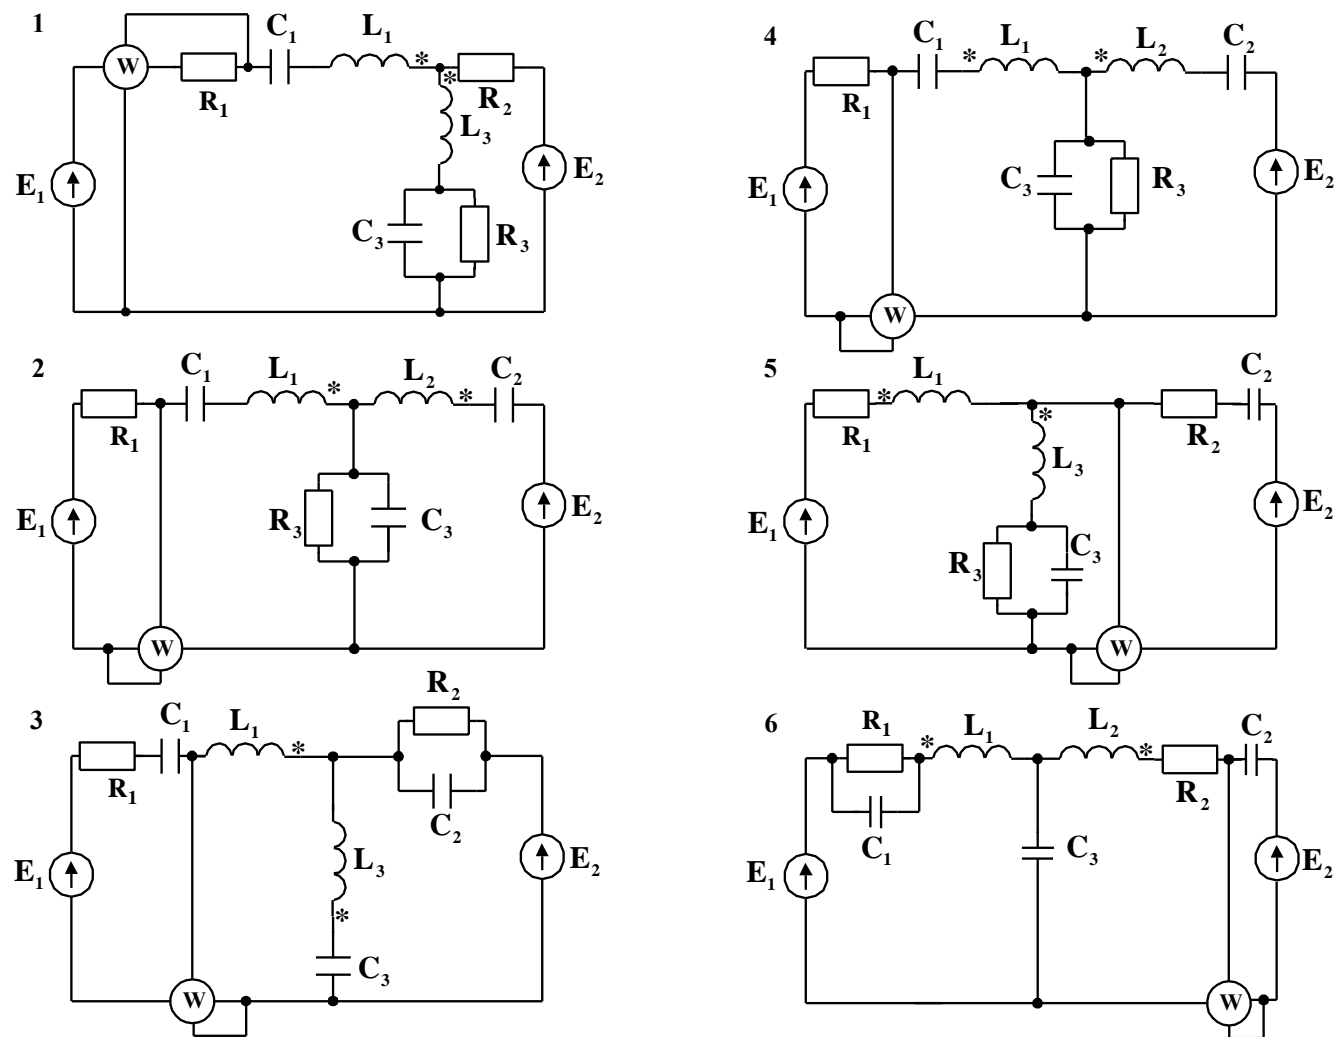 1
C₁
L₁
*
W
*
R₁
R₂
L₃
E₁
E₂
C₃
R₃
2
C₁
L₁
*
L₂
*
C₂
R₁
E₁
R₃
C₃
E₂
W
3
R₂
C₁
L₁
*
R₁
C₂
E₁
L₃
E₂
*
C₃
W
4
C₁
*
L₁
*
L₂
C₂
R₁
E₁
C₃
R₃
E₂
W
5
L₁
C₂
*
*
R₁
R₂
L₃
E₁
E₂
R₃
C₃
W
6
R₁
*
L₁
L₂
*
C₂
R₂
C₁
C₃
E₁
E₂
W